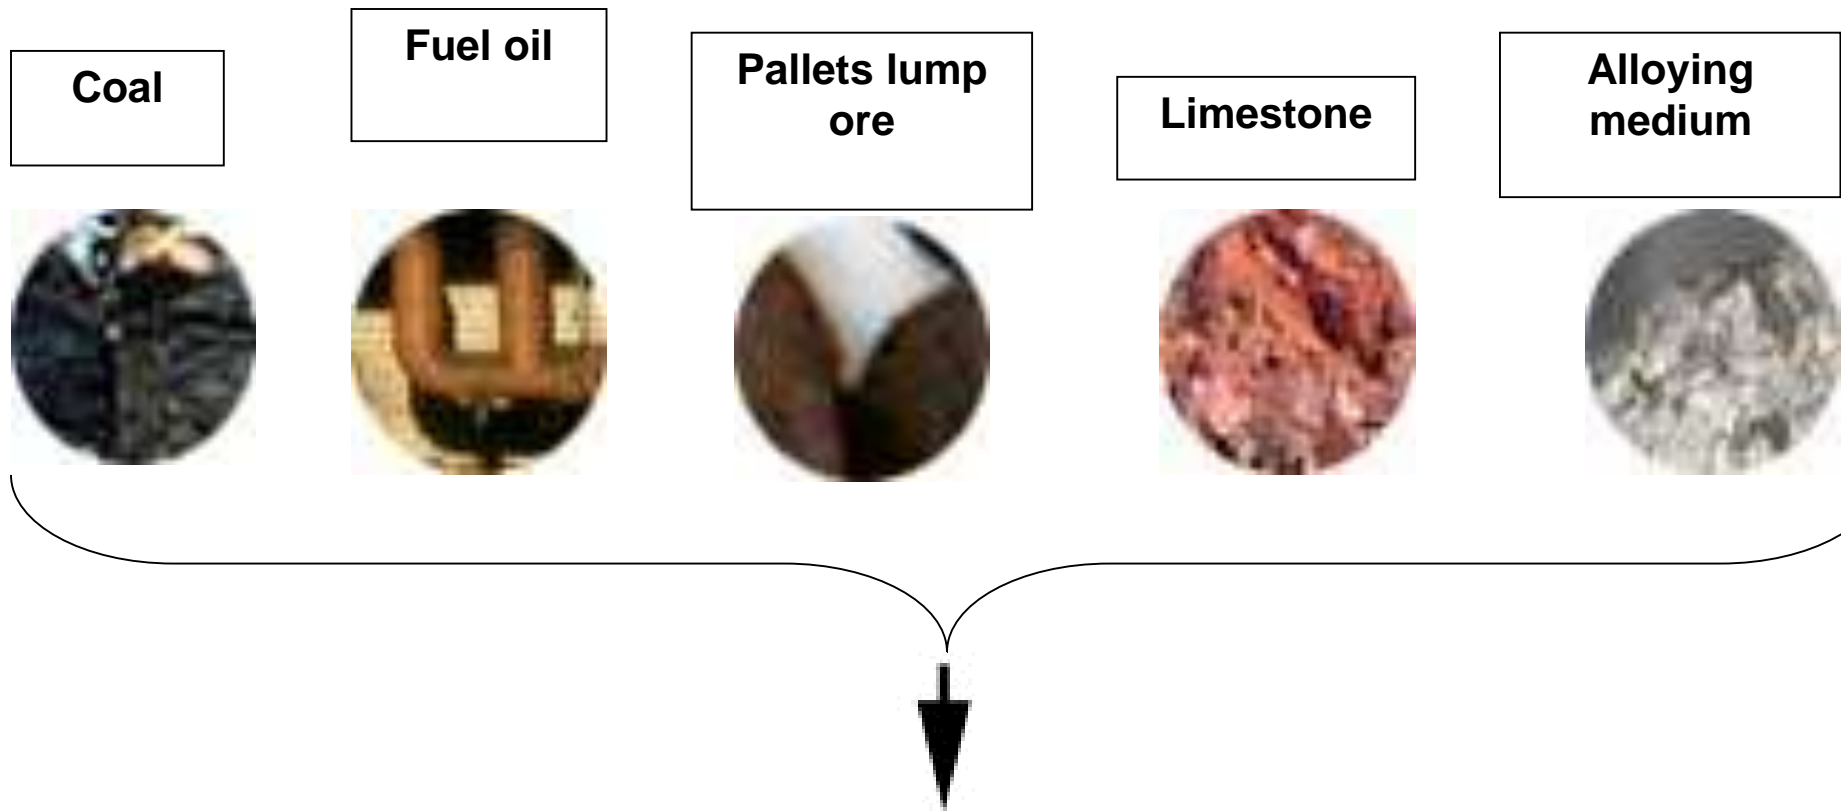 Coal
Fuel oil
Pallets lump
ore
Limestone
Alloying
medium